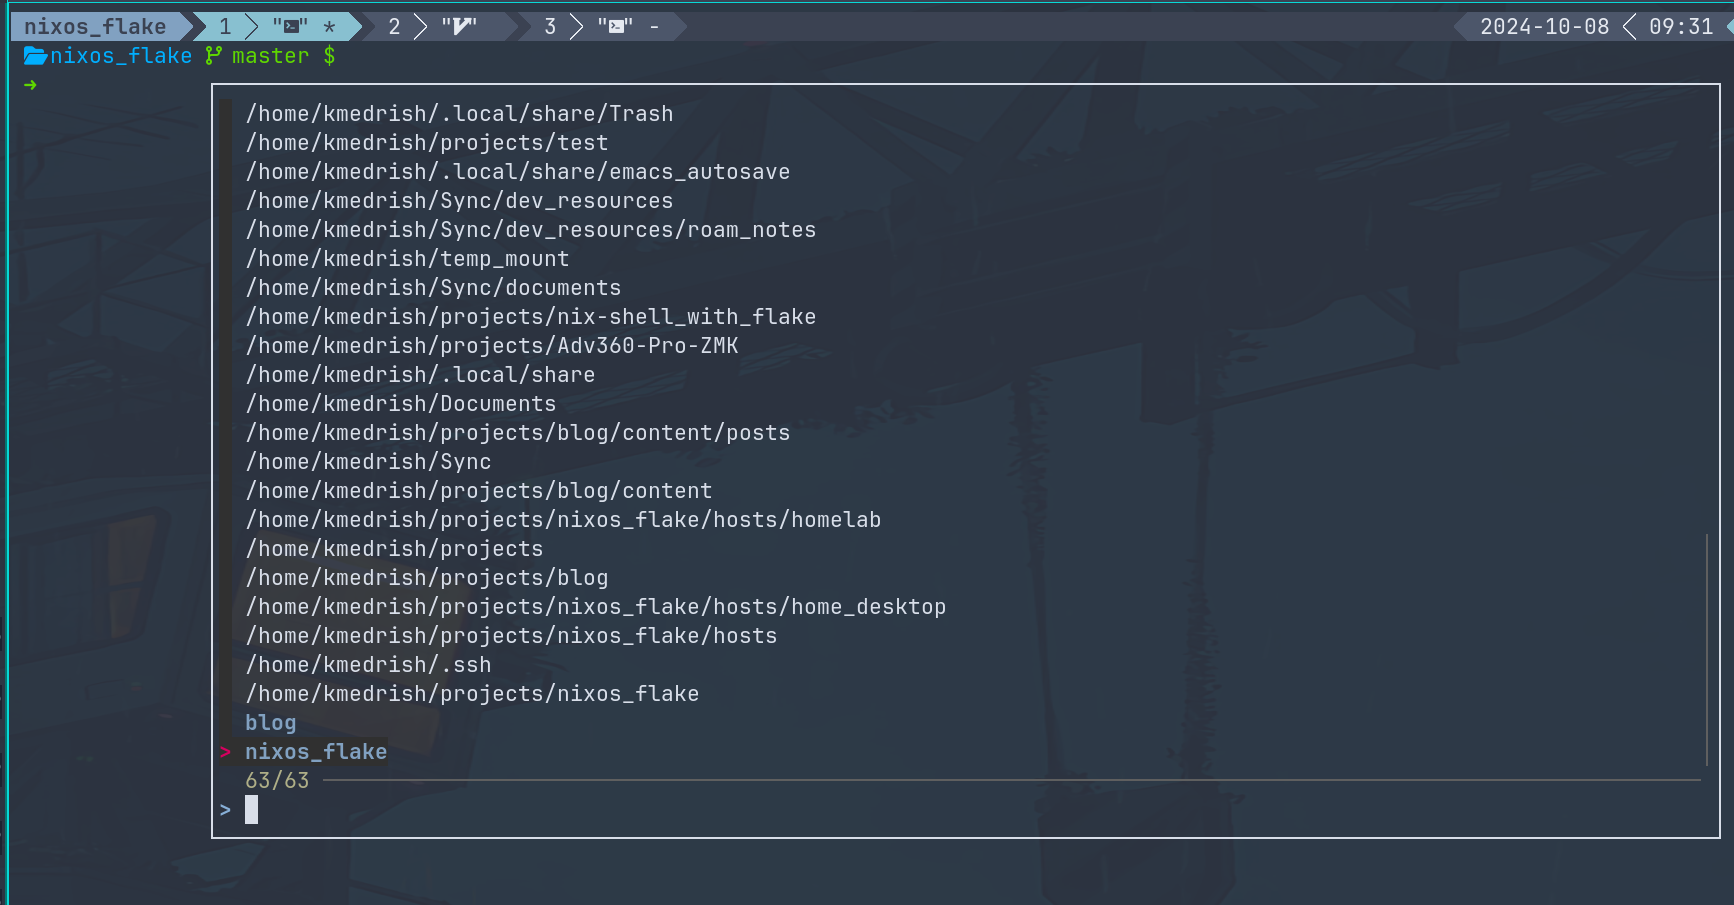 nixos_flake 1 "" * 2 "" 3 "" - 2024-10-08 09:31
nixos_flake master $
→
/home/kmedrish/.local/share/Trash
/home/kmedrish/projects/test
/home/kmedrish/.local/share/emacs_autosave
/home/kmedrish/Sync/dev_resources
/home/kmedrish/Sync/dev_resources/roam_notes
/home/kmedrish/temp_mount
/home/kmedrish/Sync/documents
/home/kmedrish/projects/nix-shell_with_flake
/home/kmedrish/projects/Adv360-Pro-ZMK
/home/kmedrish/.local/share
/home/kmedrish/Documents
/home/kmedrish/projects/blog/content/posts
/home/kmedrish/Sync
/home/kmedrish/projects/blog/content
/home/kmedrish/projects/nixos_flake/hosts/homelab
/home/kmedrish/projects
/home/kmedrish/projects/blog
/home/kmedrish/projects/nixos_flake/hosts/home_desktop
/home/kmedrish/projects/nixos_flake/hosts
/home/kmedrish/.ssh
/home/kmedrish/projects/nixos_flake
blog
> nixos_flake
63/63
>